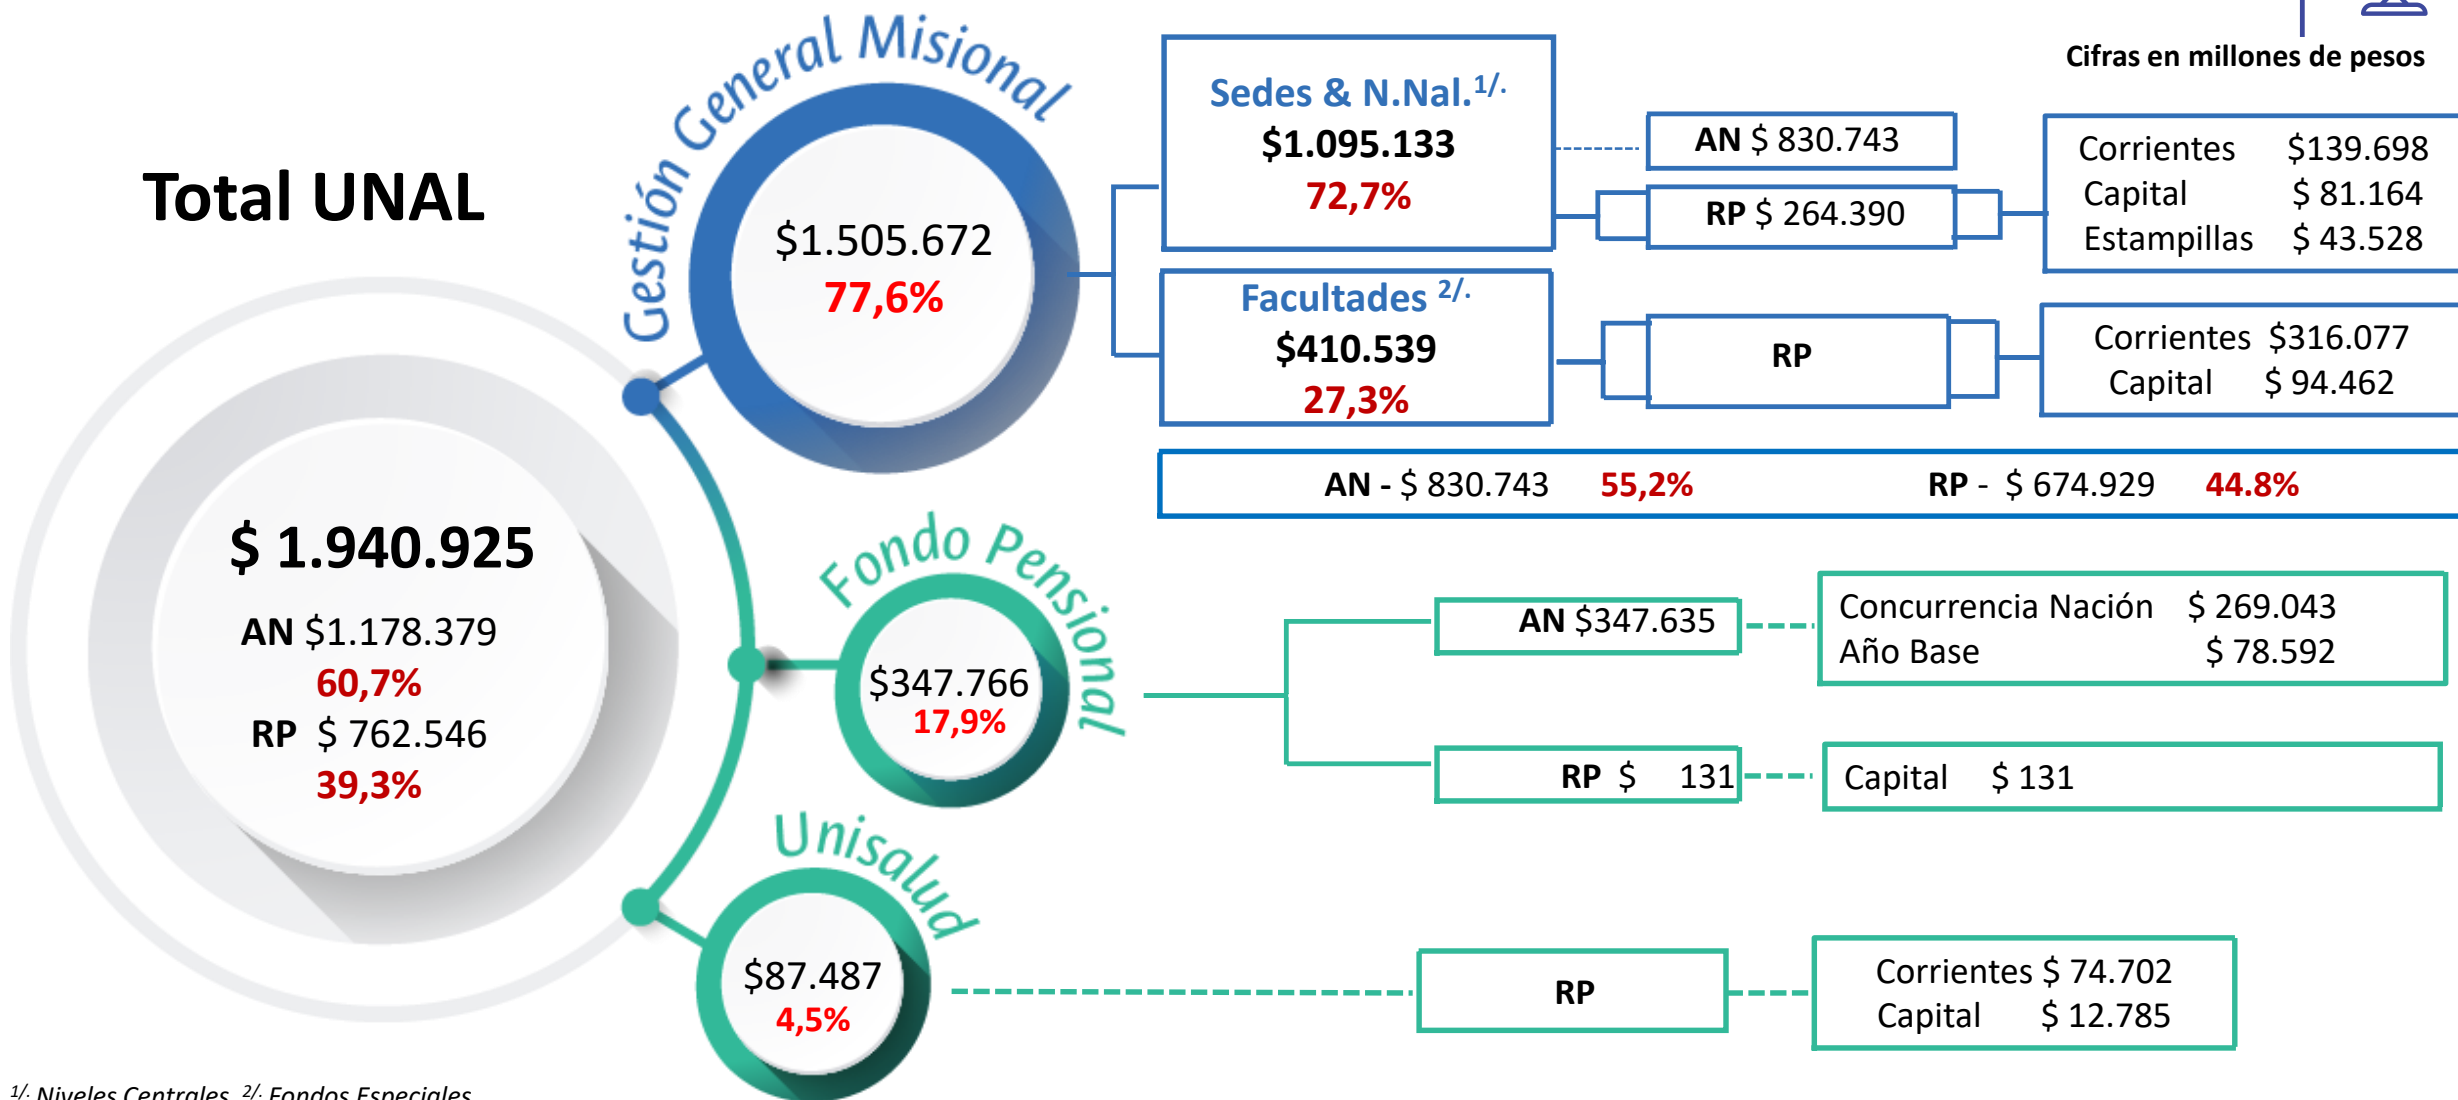 Cifras en millones de pesos
Total UNAL
$ 1.940.925
AN $1.178.379
60,7%
RP $ 762.546
39,3%
Gestión General Misional
$1.505.672
77,6%
Sedes & N.Nal.1/.
$1.095.133
72,7%
AN $ 830.743
RP $ 264.390
Corrientes $139.698
Capital $ 81.164
Estampillas $ 43.528
Facultades 2/.
$410.539
27,3%
RP
Corrientes $316.077
Capital $ 94.462
AN - $ 830.743 55,2% RP - $ 674.929 44.8%
Fondo Pensional
$347.766
17,9%
AN $347.635
Concurrencia Nación $ 269.043
Año Base $ 78.592
RP $ 131
Capital $ 131
Unisalud
$87.487
4,5%
RP
Corrientes $ 74.702
Capital $ 12.785
1/. Niveles Centrales 2/. Fondos Especiales